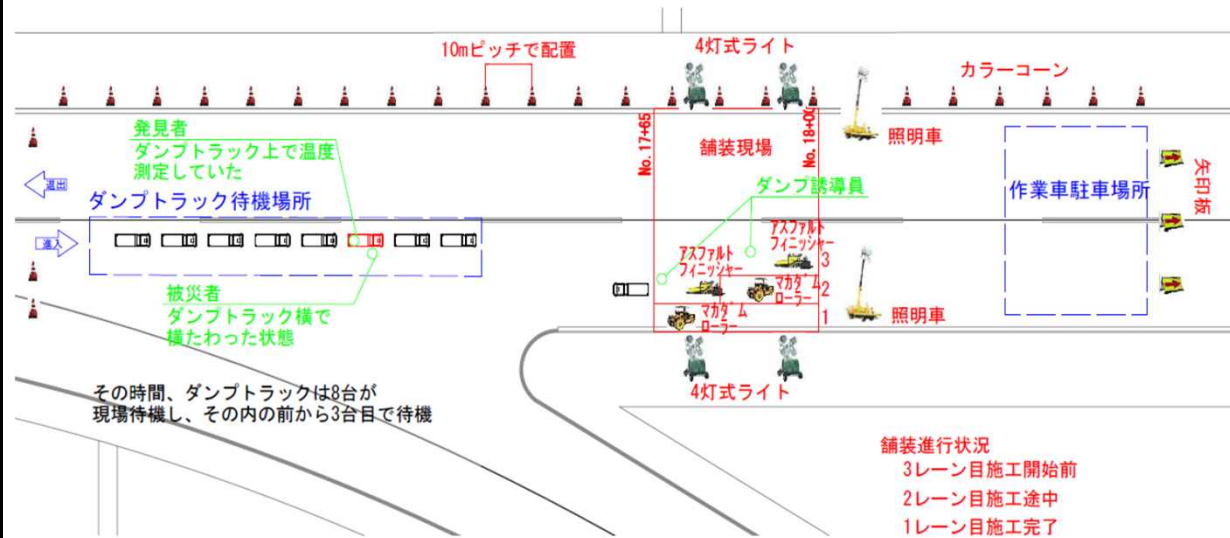 10mピッチで配置
4灯式ライト
カラーコーン
発見者
ダンプトラック上で温度
測定していた
No. 17+65
No. 18+00
舗装現場
照明車
退出
ダンプトラック待機場所
ダンプ誘導員
作業車駐車場所
矢印板
進入
アスファルト
フィニッシャー
3
アスファルト
フィニッシャー
マカダム
ローラー
2
被災者
ダンプトラック横で
横たわった状態
マカダム
ローラー
1
照明車
4灯式ライト
その時間、ダンプトラックは8台が
現場待機し、その内の前から3台目で待機
舗装進行状況
3レーン目施工開始前
2レーン目施工途中
1レーン目施工完了